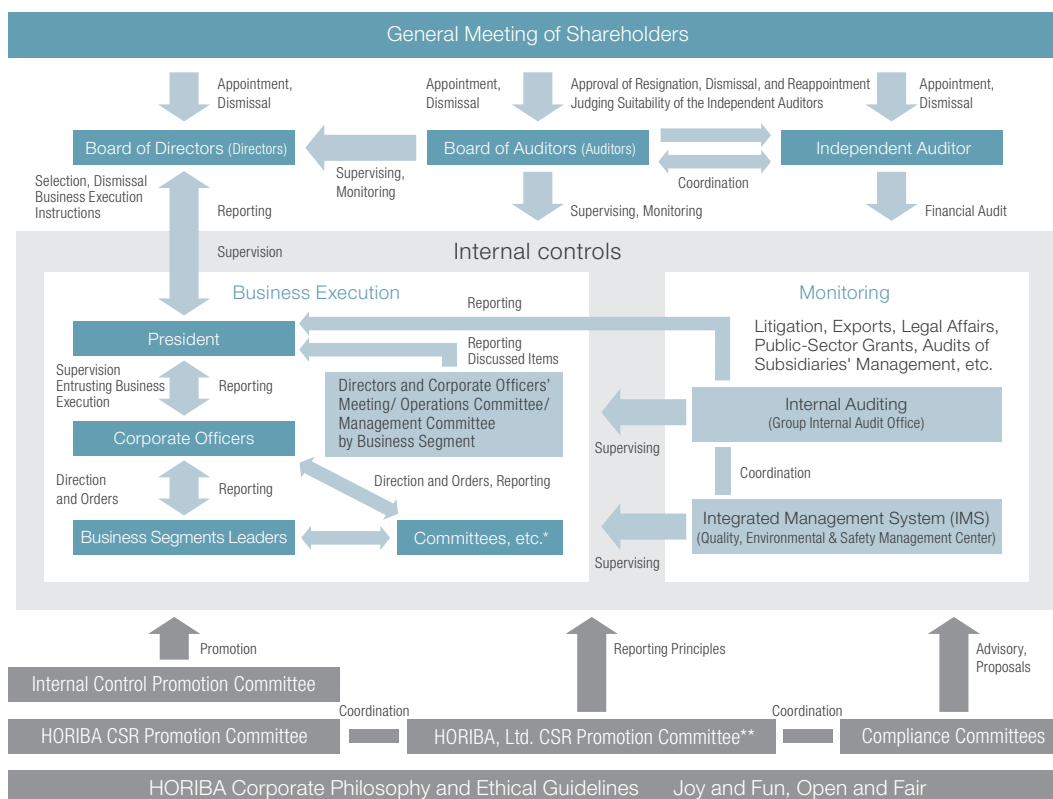 General Meeting of Shareholders
Appointment,
Dismissal
Appointment,
Dismissal
Approval of Resignation, Dismissal, and Reappointment
Judging Suitability of the Independent Auditors
Appointment,
Dismissal
Board of Directors (Directors)
Board of Auditors (Auditors)
Independent Auditor
Supervising,
Monitoring
Coordination
Selection, Dismissal
Business Execution
Instructions
Reporting
Supervising, Monitoring
Financial Audit
Supervision
Internal controls
Business Execution
Monitoring
Reporting
President
Reporting
Discussed Items
Litigation, Exports, Legal Affairs,
Public-Sector Grants, Audits of
Subsidiaries' Management, etc.
Supervision
Entrusting Business
Execution
Reporting
Directors and Corporate Officers’
Meeting/ Operations Committee/
Management Committee
by Business Segment
Internal Auditing
(Group Internal Audit Office)
Supervising
Corporate Officers
Coordination
Direction
and Orders
Reporting
Direction and Orders, Reporting
Business Segments Leaders
Committees, etc.*
Integrated Management System (IMS)
(Quality, Environmental & Safety Management Center)
Supervising
Promotion
Reporting Principles
Advisory,
Proposals
Internal Control Promotion Committee
Coordination
Coordination
HORIBA CSR Promotion Committee
HORIBA, Ltd. CSR Promotion Committee**
Compliance Committees
HORIBA Corporate Philosophy and Ethical Guidelines Joy and Fun, Open and Fair